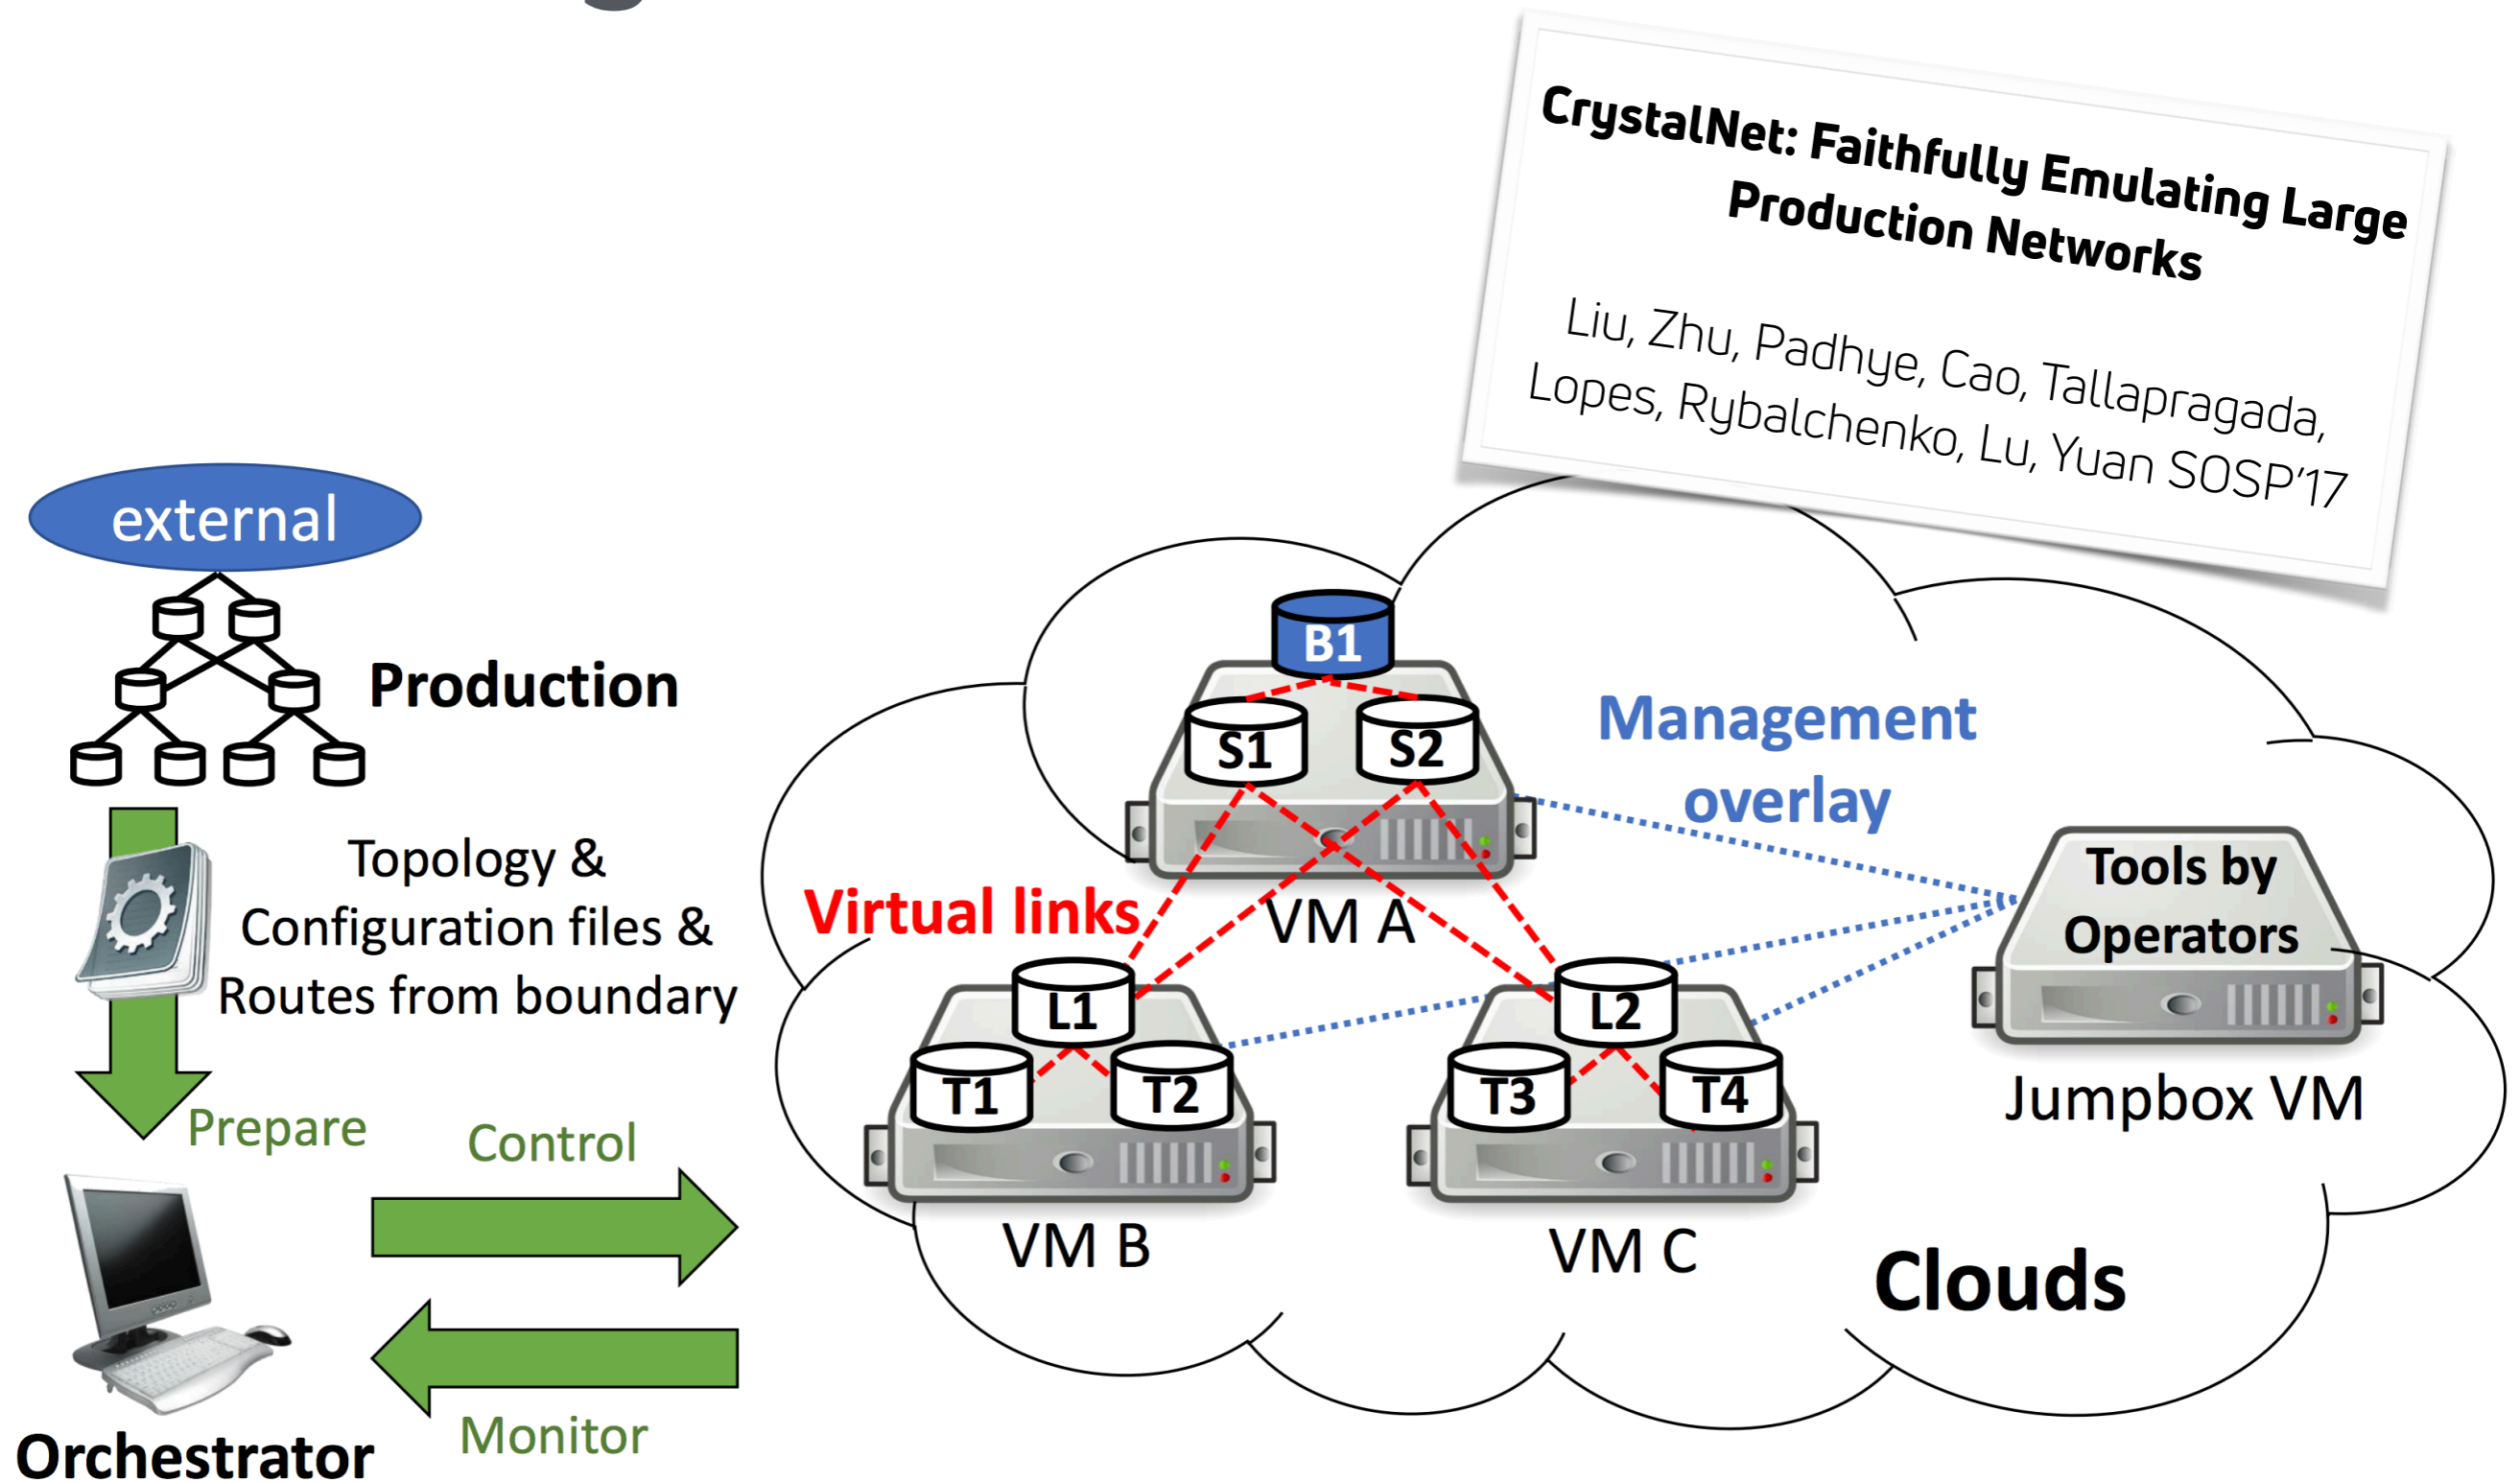 CrystalNet: Faithfully Emulating Large
Production Networks
Liu, Zhu, Padhye, Cao, Tallapragada,
Lopes, Rybalchenko, Lu, Yuan SOSP'17
external
Production
Topology &
Configuration files &
Routes from boundary
Prepare
Control
Monitor
Orchestrator
B1
S1
S2
Management
overlay
Virtual links
VM A
Tools by
Operators
Jumpbox VM
L1
T1
T2
VM B
L2
T3
T4
VM C
Clouds